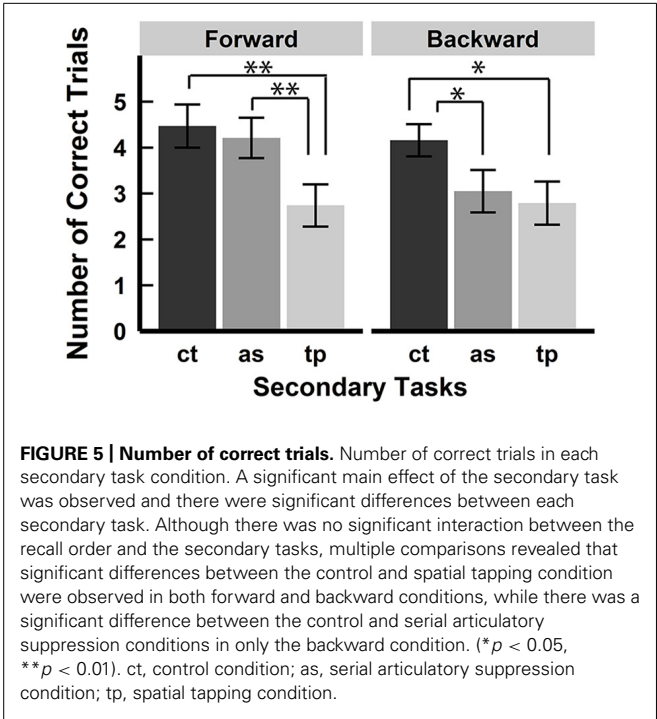 Forward
Backward
** *
** *
Number of Correct Trials
5
4
3
2
1
0
ct as tp ct as tp
Secondary Tasks
FIGURE 5 | Number of correct trials. Number of correct trials in each
secondary task condition. A significant main effect of the secondary task
was observed and there were significant differences between each
secondary task. Although there was no significant interaction between the
recall order and the secondary tasks, multiple comparisons revealed that
significant differences between the control and spatial tapping condition
were observed in both forward and backward conditions, while there was a
significant difference between the control and serial articulatory
suppression conditions in only the backward condition. (*p < 0.05,
**p < 0.01). ct, control condition; as, serial articulatory suppression
condition; tp, spatial tapping condition.